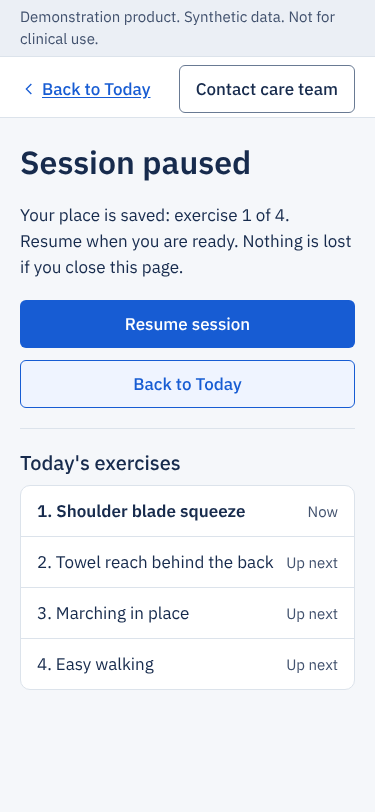 Demonstration product. Synthetic data. Not for
clinical use.
Back to Today
Contact care team
Session paused
Your place is saved: exercise 1 of 4.
Resume when you are ready. Nothing is lost
if you close this page.
Resume session
Back to Today
Today's exercises
1. Shoulder blade squeeze Now
2. Towel reach behind the back Up next
3. Marching in place Up next
4. Easy walking Up next